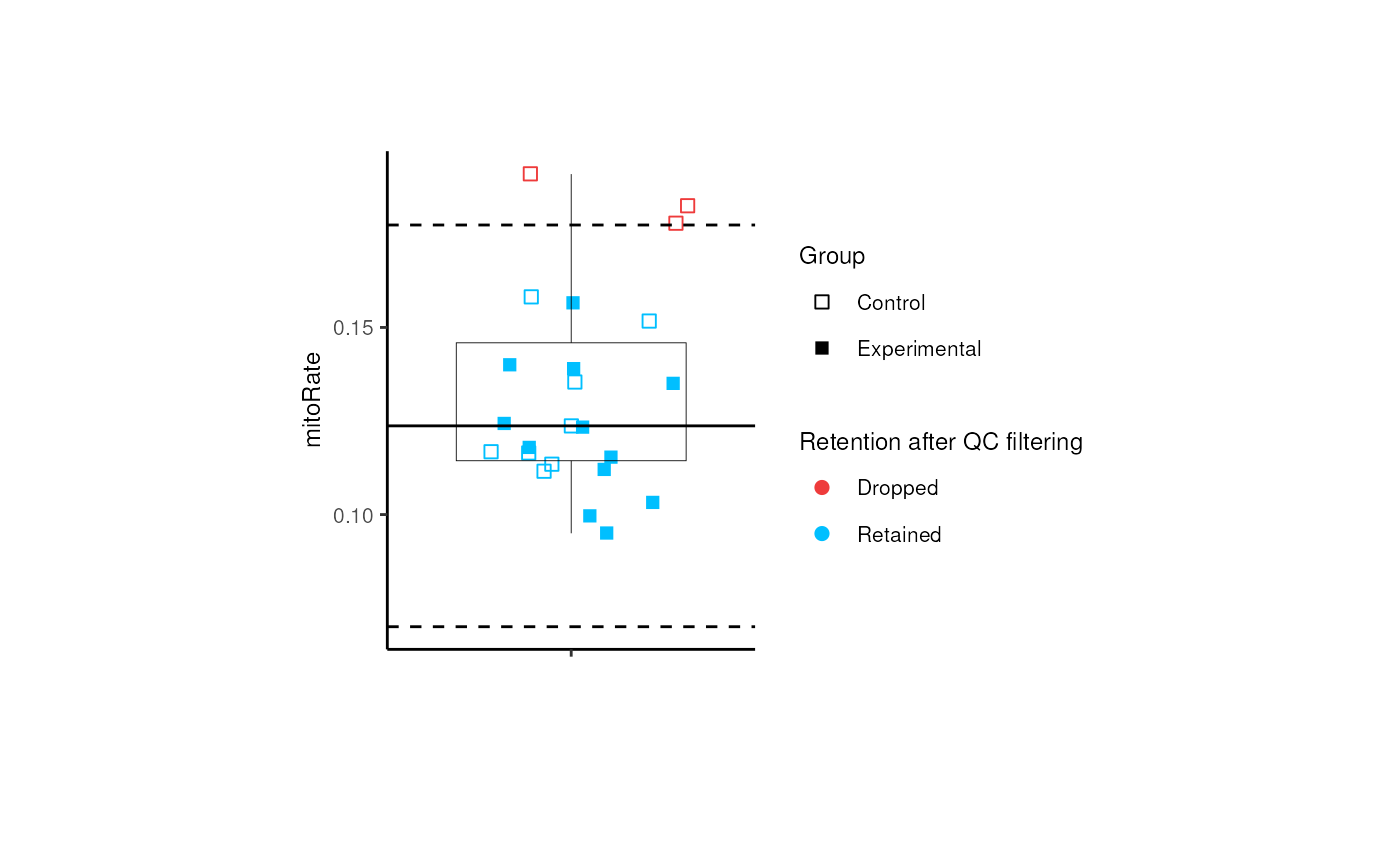 mitoRate
0.15
0.10
Group
Control
Experimental
Retention after QC filtering
Dropped
Retained